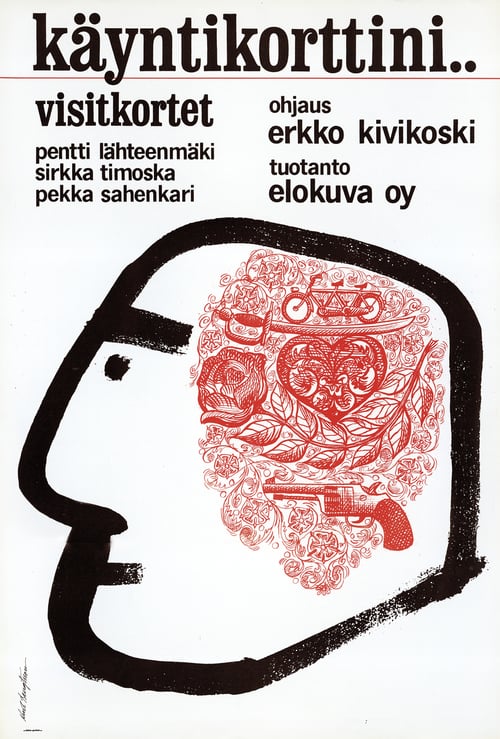 käyntikorttini..
visitkortet
pentti lähteenmäki
sirkka timoska
pekka sahenkari
ohjaus
erkko kivikoski
tuotanto
elokuva oy